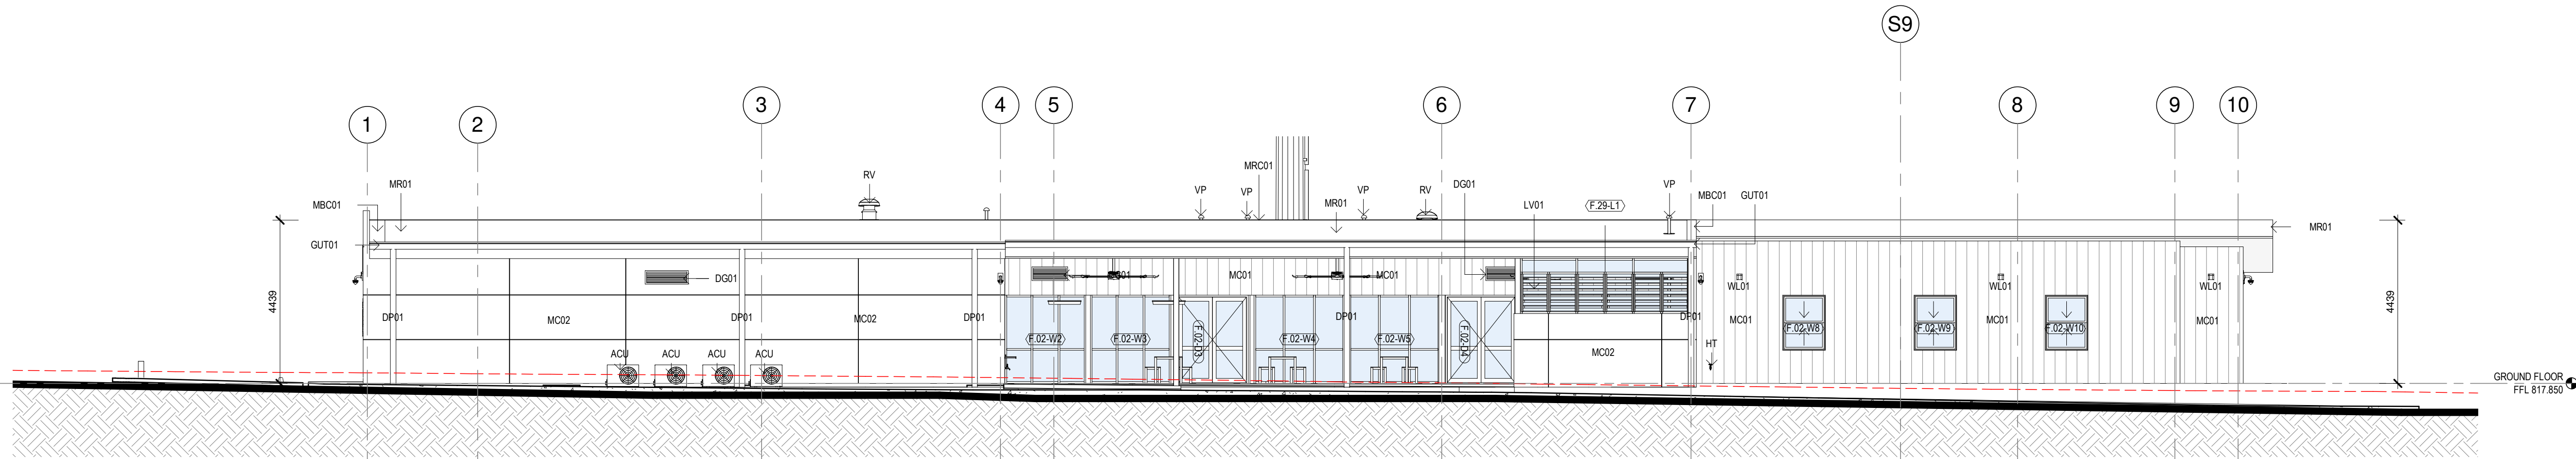 S9
1
2
3
4
5
6
7
8
9
10
MRC01
RV
MR01
VP
VP
VP
RV
DG01
VP
MBC01
MR01
LV01
F.29-L1
MBC01
GUT01
MR01
GUT01
DG01
DG01
MC01
MC01
WL01
WL01
WL01
4439
4439
DP01
MC02
DP01
MC02
DP01
DP01
DP01
MC01
MC01
MC01
F.02-W2
F.02-W3
F.02-D3
F.02-W4
F.02-W5
F.02-D4
F.02-W8
F.02-W9
F.02-W10
ACU
ACU
ACU
ACU
MC02
HT
GROUND FLOOR
FFL 817.850